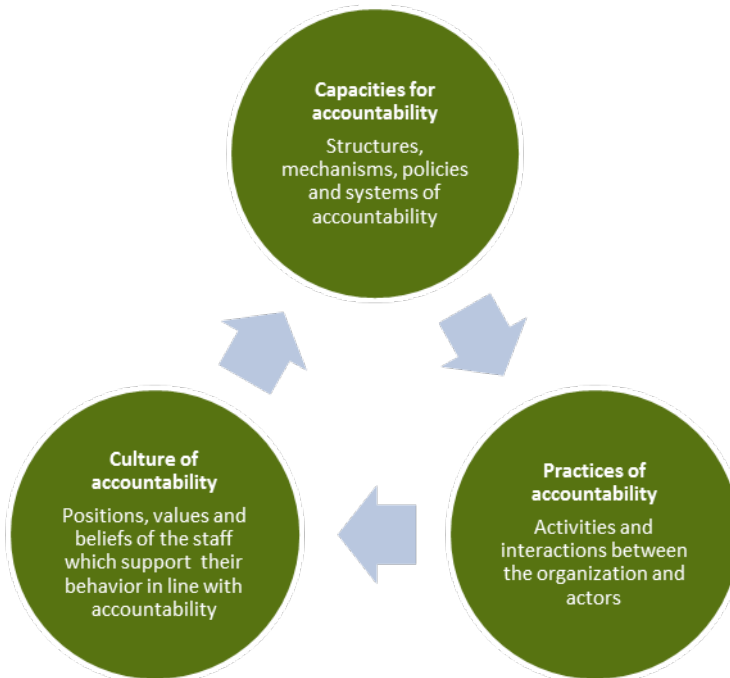 Capacities for
accountability
Structures,
mechanisms, policies
and systems of
accountability
Practices of
accountability
Activities and
interactions between
the organization and
actors
Culture of
accountability
Positions, values and
beliefs of the staff
which support their
behavior in line with
accountability